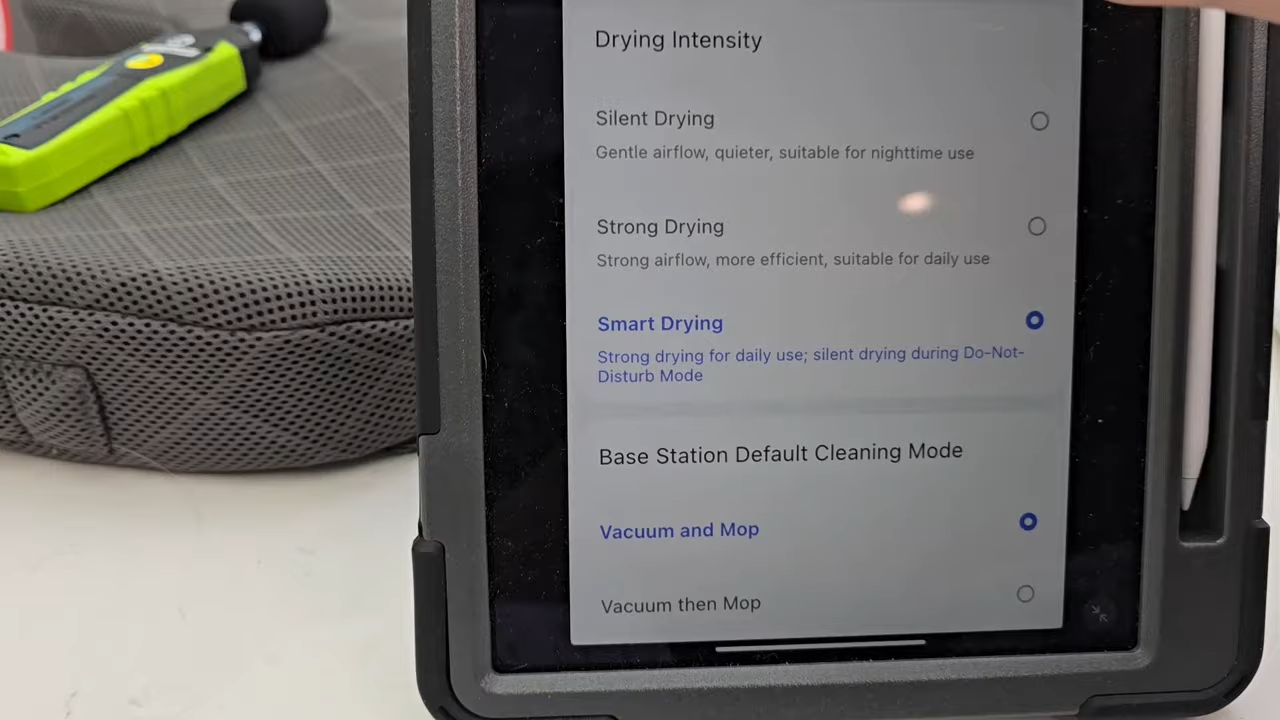 Drying Intensity
Silent Drying
Gentle airflow, quieter, suitable for nighttime use
Strong Drying
Strong airflow, more efficient, suitable for daily use
Smart Drying
Strong drying for daily use; silent drying during Do-Not-
Disturb Mode
Base Station Default Cleaning Mode
Vacuum and Mop
Vacuum then Mop